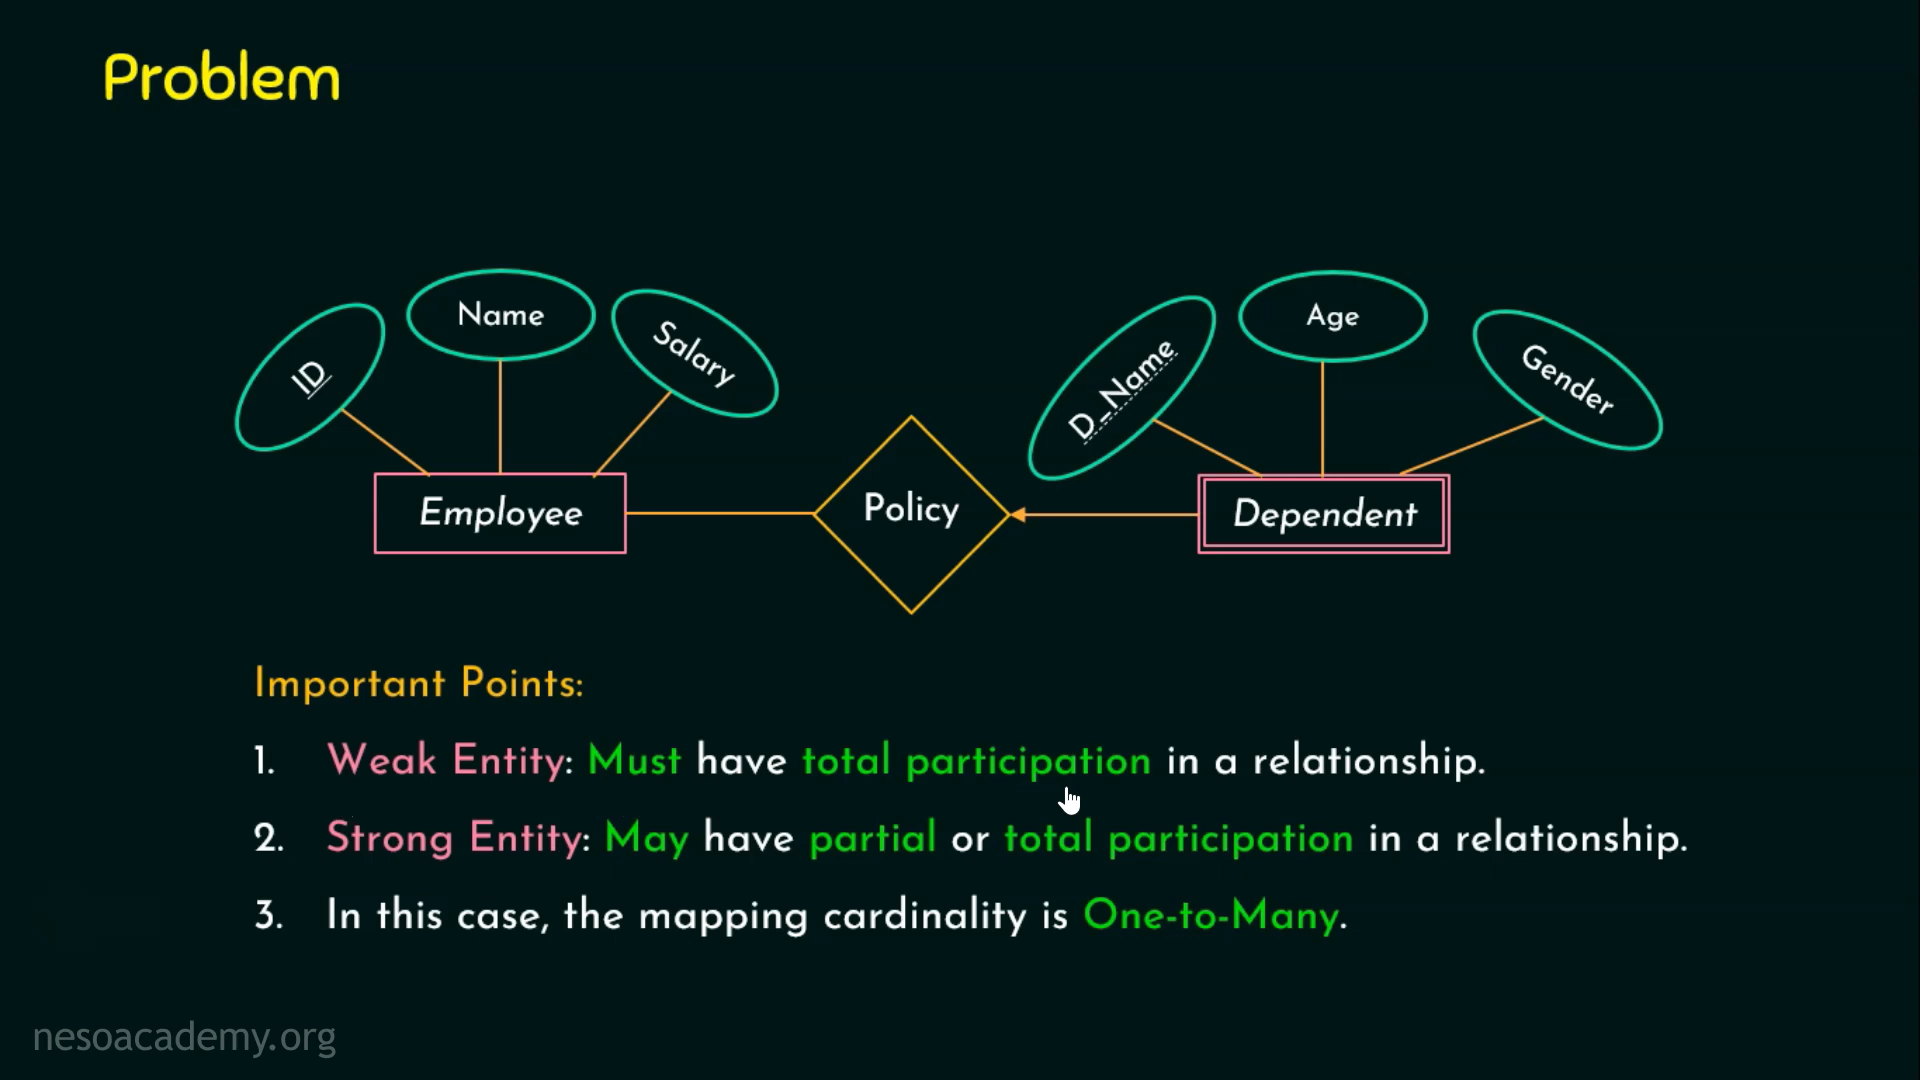 Problem
Name
Age
ID
Salary
D_Name
Gender
Employee
Policy
Dependent
Important Points:
1. Weak Entity: Must have total participation in a relationship.
2. Strong Entity: May have partial or total participation in a relationship.
3. In this case, the mapping cardinality is One-to-Many.
nesoacademy.org